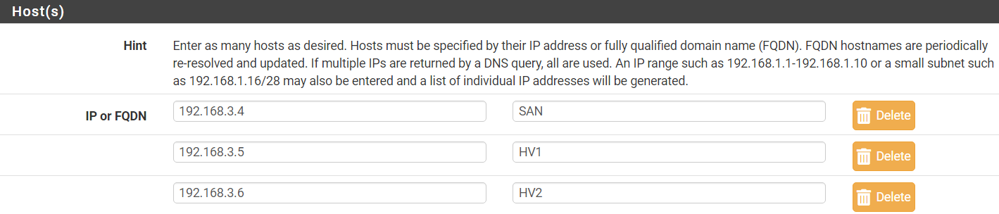 Host(s)
Hint
Enter as many hosts as desired. Hosts must be specified by their IP address or fully qualified domain name (FQDN). FQDN hostnames are periodically
re-resolved and updated. If multiple IPs are returned by a DNS query, all are used. An IP range such as 192.168.1.1-192.168.1.10 or a small subnet such
as 192.168.1.16/28 may also be entered and a list of individual IP addresses will be generated.
IP or FQDN 192.168.3.4 SAN Delete
192.168.3.5 HV1 Delete
192.168.3.6 HV2 Delete